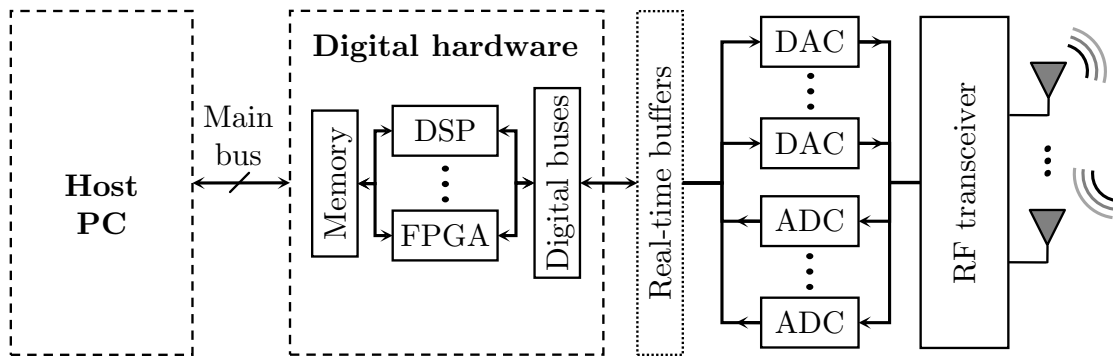 Host
PC
Main
bus
Digital hardware
Memory
DSP
FPGA
Digital buses
Real-time buffers
DAC
DAC
ADC
ADC
RF transceiver